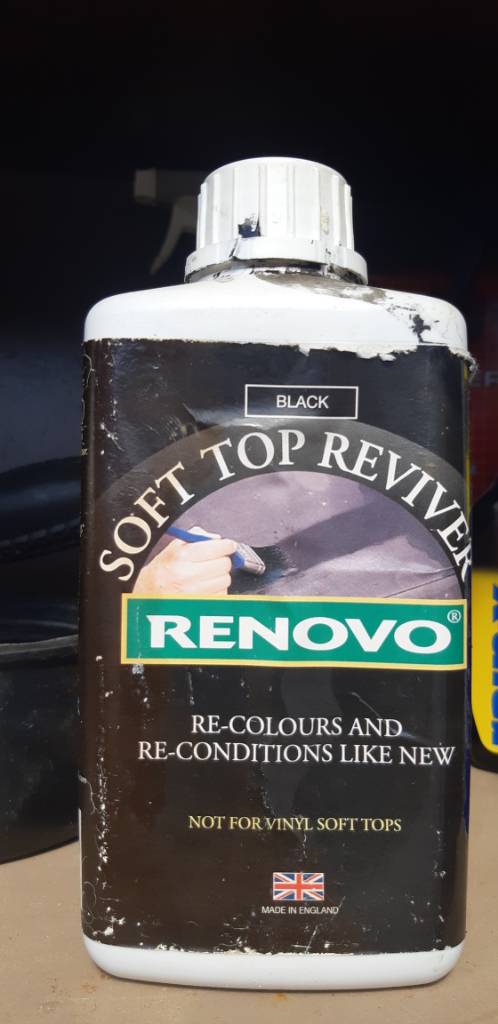 BLACK
SOFT TOP REVIVER
RENOVO®
RE-COLOURS AND
RE-CONDITIONS LIKE NEW
NOT FOR VINYL SOFT TOPS
MADE IN ENGLAND